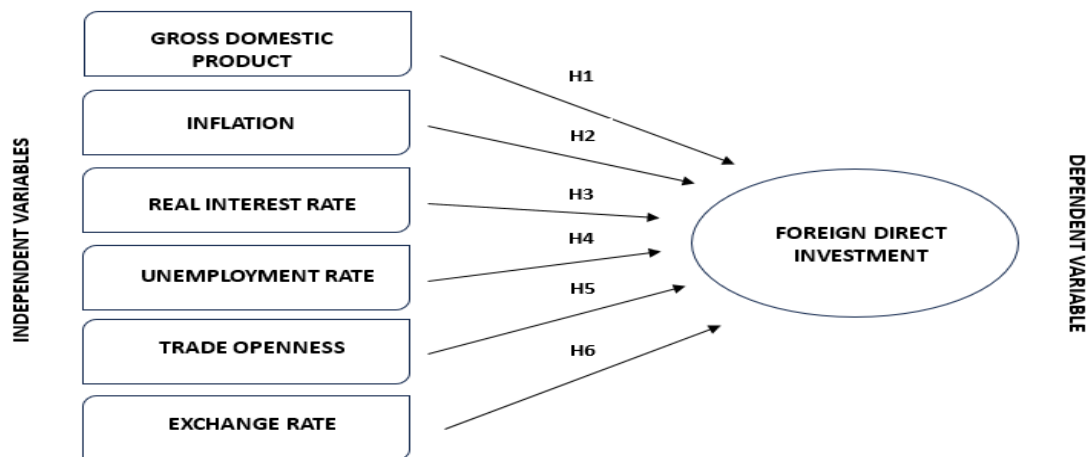 GROSS DOMESTIC
PRODUCT
H1
INFLATION
H2
INDEPENDENT VARIABLES
REAL INTEREST RATE
H3
FOREIGN DIRECT
INVESTMENT
DEPENDENT VARIABLE
UNEMPLOYMENT RATE
H4
TRADE OPENNESS
H5
EXCHANGE RATE
H6